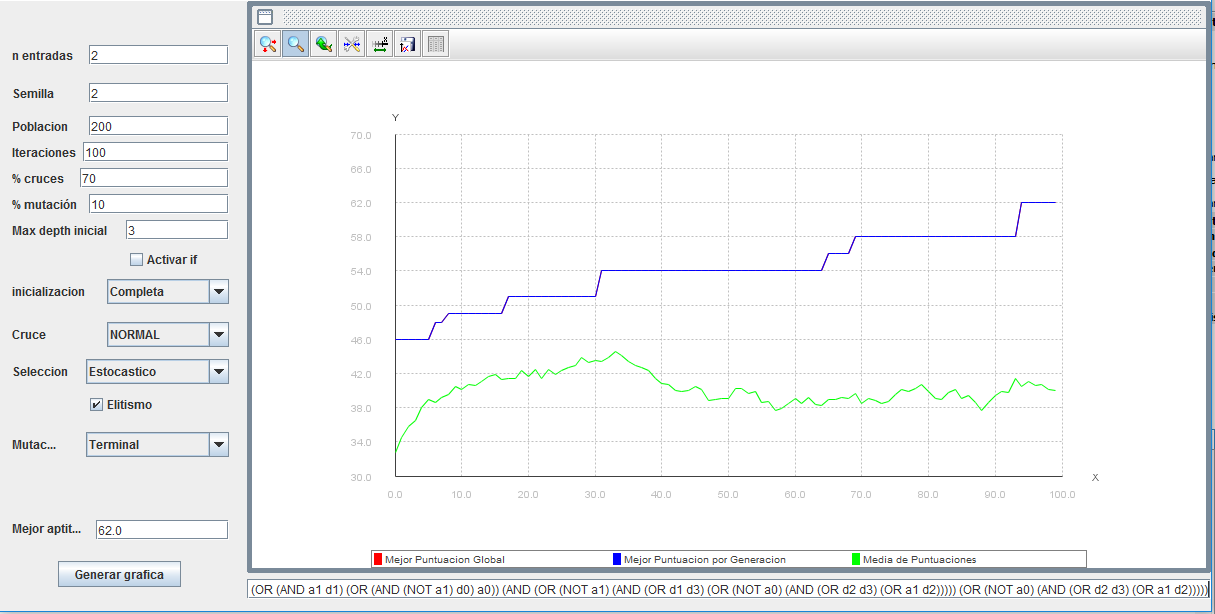 n entradas 2
Semilla 2
Poblacion 200
Iteraciones 100
% cruces 70
% mutación 10
Max depth inicial 3
Activar if
inicializacion Completa
Cruce NORMAL
Seleccion Estocastico
Elitismo
Mutac... Terminal
Mejor aptit... 62.0
Generar grafica
Y
70.0
66.0
62.0
58.0
54.0
50.0
46.0
42.0
38.0
34.0
30.0
0.0 10.0 20.0 30.0 40.0 50.0 60.0 70.0 80.0 90.0 100.0
X
Mejor Puntuacion Global Mejor Puntuacion por Generacion Media de Puntuaciones
(OR (AND a1 d1) (OR (AND (NOT a1) d0) a0)) (AND (OR (NOT a1) (AND (OR d1 d3) (OR (NOT a0) (AND (OR d2 d3) (OR a1 d2))))) (OR (NOT a0) (AND (OR d2 d3) (OR a1 d2)))))